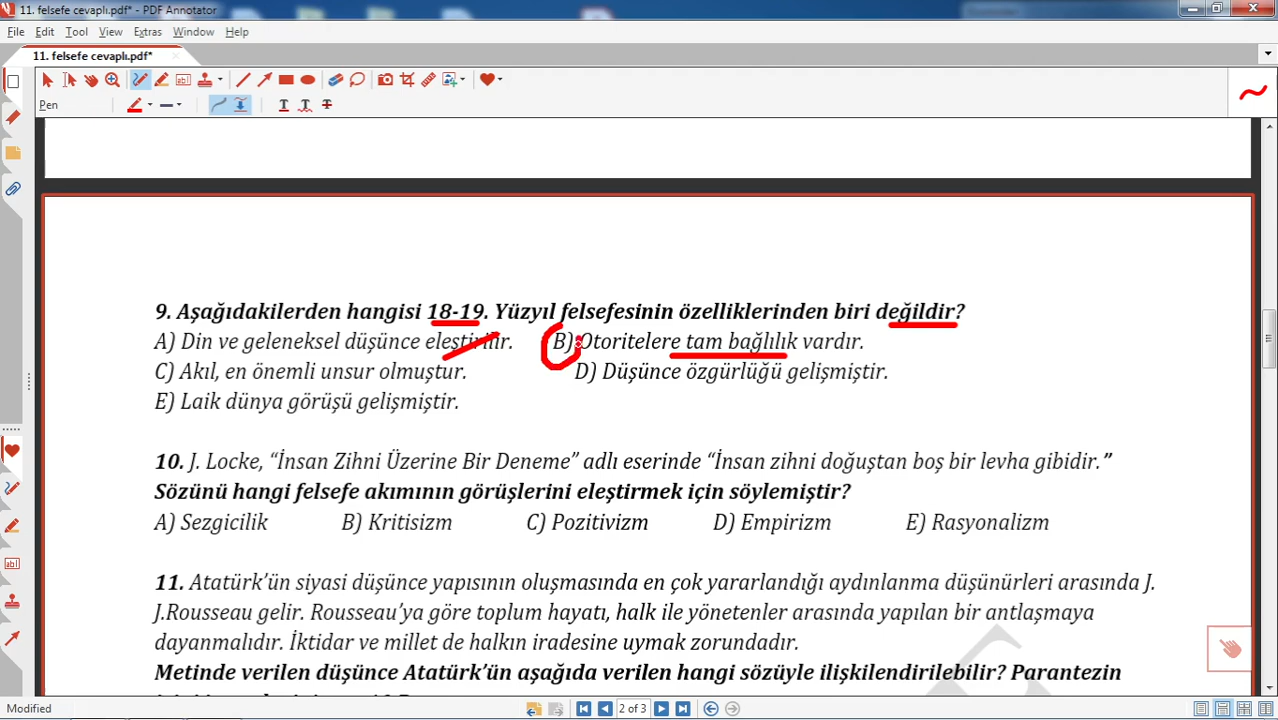 11. felsefe cevaplı.pdf* - PDF Annotator
File Edit Tool View Extras Window Help
11. felsefe cevaplı.pdf*
Pen
9. Aşağıdakilerden hangisi 18-19. Yüzyıl felsefesinin özelliklerinden biri değildir?
A) Din ve geleneksel düşünce eleştirilir. B) Otoritelere tam bağlılık vardır.
C) Akıl, en önemli unsur olmuştur. D) Düşünce özgürlüğü gelişmiştir.
E) Laik dünya görüşü gelişmiştir.
10. J. Locke, “İnsan Zihni Üzerine Bir Deneme” adlı eserinde “İnsan zihni doğuştan boş bir levha gibidir.”
Sözünü hangi felsefe akımının görüşlerini eleştirmek için söylemiştir?
A) Sezgicilik B) Kritisizm C) Pozitivizm D) Empirizm E) Rasyonalizm
11. Atatürk’ün siyasi düşünce yapısının oluşmasında en çok yararlandığı aydınlanma düşünürleri arasında J.
J.Rousseau gelir. Rousseau’ya göre toplum hayatı, halk ile yönetenler arasında yapılan bir antlaşmaya
dayanmalıdır. İktidar ve millet de halkın iradesine uymak zorundadır.
Metinde verilen düşünce Atatürk’ün aşağıda verilen hangi sözüyle ilişkilendirilebilir? Parantezin
Modified 2 of 3